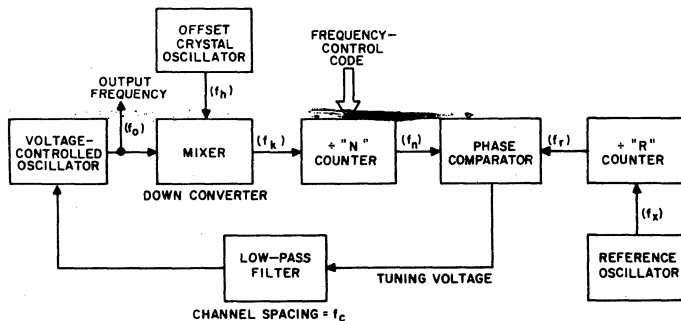 OFFSET
CRYSTAL
OSCILLATOR
FREQUENCY-
CONTROL
CODE
OUTPUT
FREQUENCY
(fh)
(fo)
VOLTAGE-
CONTROLLED
OSCILLATOR
MIXER
(fk)
÷ "N"
COUNTER
(fn)
PHASE
COMPARATOR
(fr)
÷ "R"
COUNTER
DOWN CONVERTER
(fx)
LOW-PASS
FILTER
TUNING VOLTAGE
REFERENCE
OSCILLATOR
CHANNEL SPACING = fc